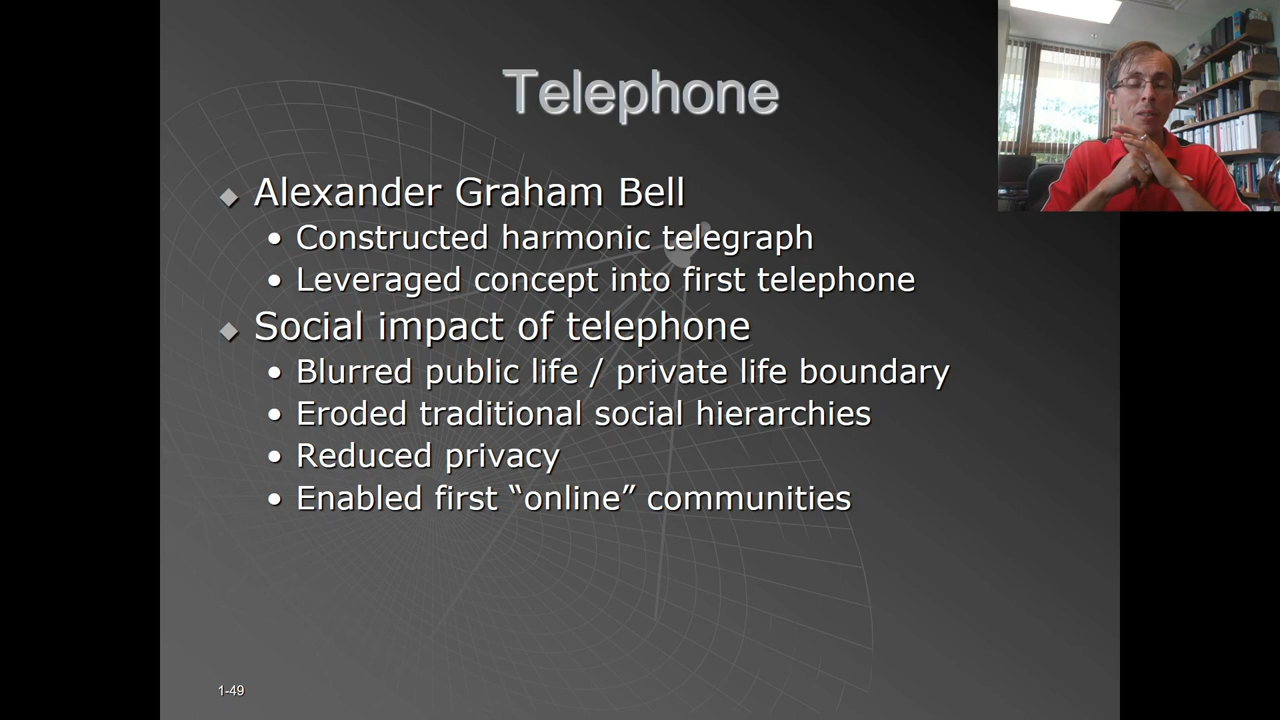 Telephone
Alexander Graham Bell
• Constructed harmonic telegraph
• Leveraged concept into first telephone
Social impact of telephone
• Blurred public life / private life boundary
• Eroded traditional social hierarchies
• Reduced privacy
• Enabled first “online” communities
1-49